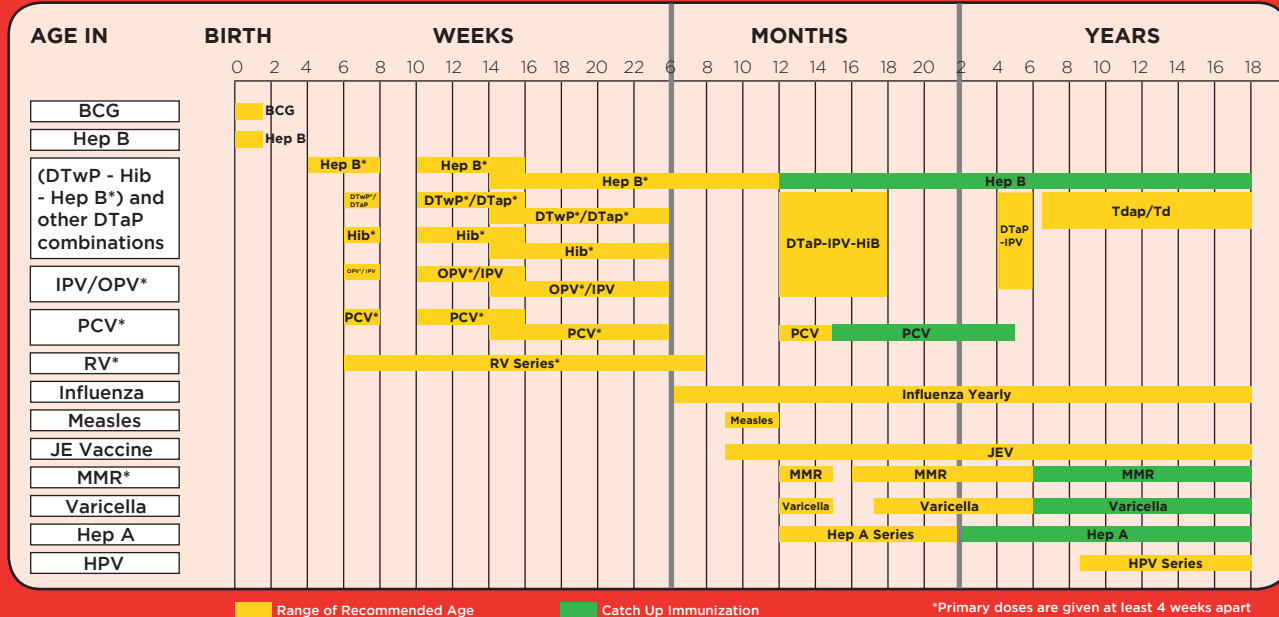 AGE IN BIRTH WEEKS MONTHS YEARS
0 2 4 6 8 10 12 14 16 18 20 22 6 8 10 12 14 16 18 20 2 4 6 8 10 12 14 16 18
BCG BCG
Hep B Hep B
(DTwP - Hib
- Hep B*) and
other DTaP
combinations
Hep B* Hep B*
Hep B* Hep B
DTwP*/
DTaP
DTwP*/DTap*
DTwP*/DTap*
Hib* Hib*
Hib*
DTaP-IPV-HiB
DTaP
-IPV
Tdap/Td
IPV/OPV*
OPV*/ IPV OPV*/IPV
OPV*/IPV
PCV*
PCV* PCV*
PCV* PCV PCV
RV* RV Series*
Influenza Influenza Yearly
Measles Measles
JE Vaccine JEV
MMR* MMR MMR MMR
Varicella Varicella Varicella Varicella
Hep A Hep A Series Hep A
HPV HPV Series
Range of Recommended Age Catch Up Immunization *Primary doses are given at least 4 weeks apart